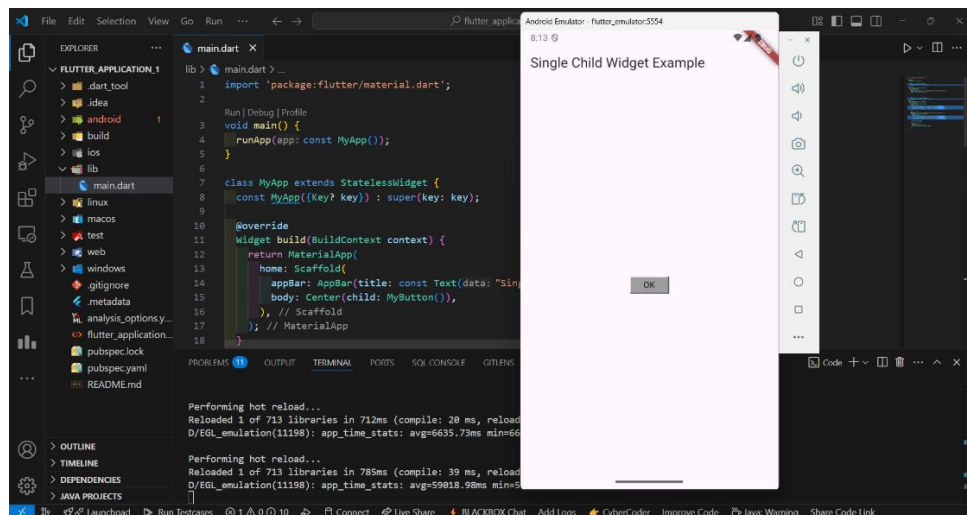 File Edit Selection View Go Run ... flutter applica
Android Emulator - flutter_emulator:5554
EXPLORER
FLUTTER_APPLICATION_1
.dart_tool
.idea
android 1
build
ios
lib
main.dart
linux
macos
test
web
windows
.gitignore
.metadata
analysis_options.y...
flutter_application...
pubspec.lock
pubspec.yaml
README.md
OUTLINE
TIMELINE
DEPENDENCIES
JAVA PROJECTS
main.dart
lib > main.dart > ...
1 import 'package:flutter/material.dart';
2
Run | Debug | Profile
3 void main() {
4 runApp(app: const MyApp());
5 }
6
7 class MyApp extends StatelessWidget {
8 const MyApp({Key? key}) : super(key: key);
9
10 @override
11 Widget build(BuildContext context) {
12 return MaterialApp(
13 home: Scaffold(
14 appBar: AppBar(title: const Text(data: "Sin
15 body: Center(child: MyButton()),
16 ), // Scaffold
17 ); // MaterialApp
18 }
PROBLEMS 11 OUTPUT TERMINAL PORTS SQL CONSOLE GITLENS
Code
Performing hot reload...
Reloaded 1 of 713 libraries in 712ms (compile: 20 ms, reload
D/EGL_emulation(11198): app_time_stats: avg=6635.73ms min=66
Performing hot reload...
Reloaded 1 of 713 libraries in 785ms (compile: 39 ms, reload
D/EGL_emulation(11198): app_time_stats: avg=59018.98ms min=5
8:13
DEBUG
Single Child Widget Example
OK
Launchpad Run Testcases 1 0 10 Connect Live Share BLACKBOX Chat Add Logs CyberCoder Improve Code Java: Warning Share Code Link